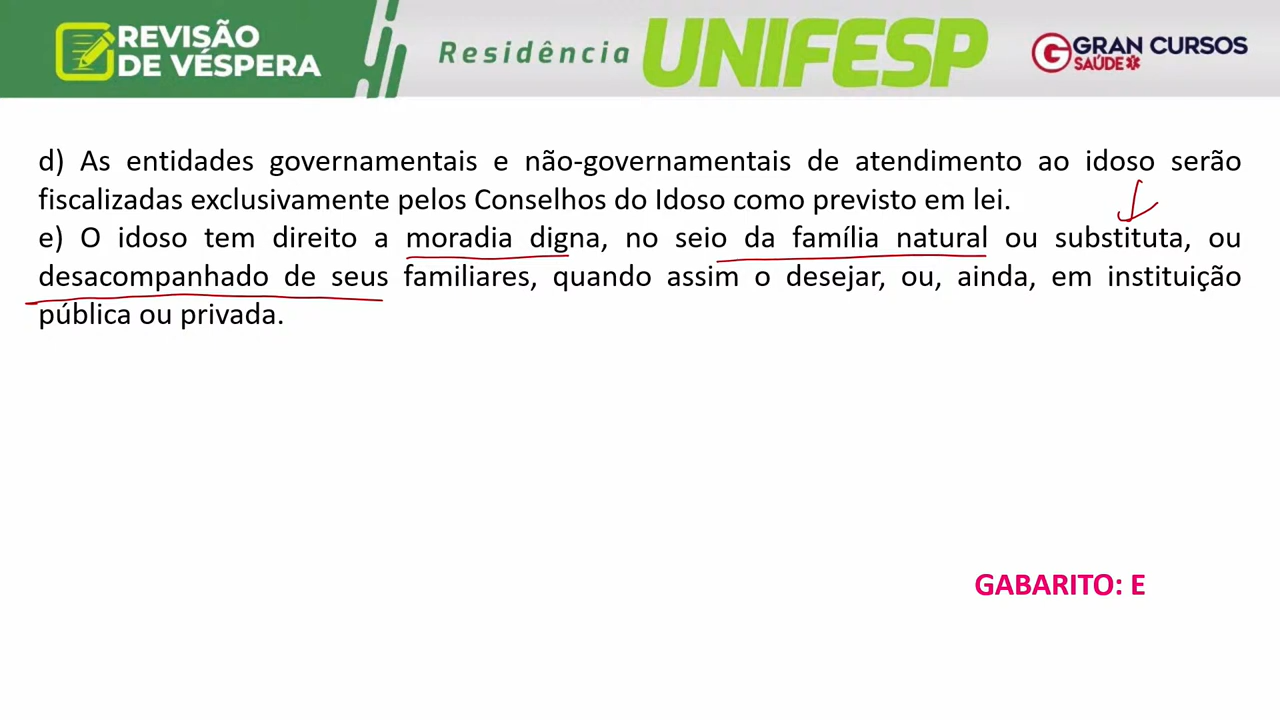 REVISÃO
DE VÉSPERA
Residência UNIFESP
GRAN CURSOS
SAÚDE
d) As entidades governamentais e não-governamentais de atendimento ao idoso serão
fiscalizadas exclusivamente pelos Conselhos do Idoso como previsto em lei.
e) O idoso tem direito a moradia digna, no seio da família natural ou substituta, ou
desacompanhado de seus familiares, quando assim o desejar, ou, ainda, em instituição
pública ou privada.
GABARITO: E